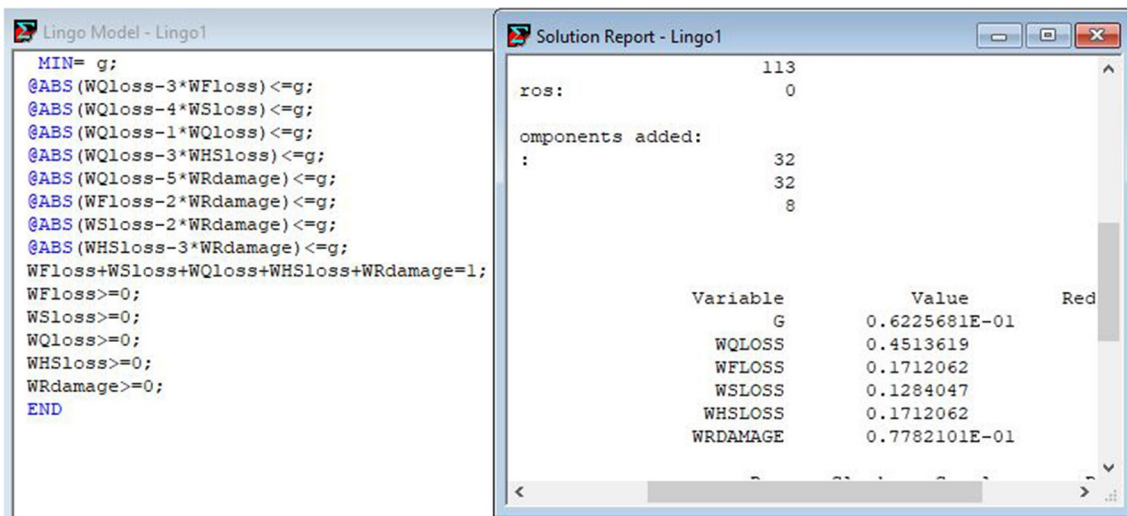 Lingo Model - Lingo1
MIN= g;
@ABS(WQloss-3*WFloss)<=g;
@ABS(WQloss-4*WSloss)<=g;
@ABS(WQloss-1*WQloss)<=g;
@ABS(WQloss-3*WHSloss)<=g;
@ABS(WQloss-5*WRdamage)<=g;
@ABS(WFloss-2*WRdamage)<=g;
@ABS(WSloss-2*WRdamage)<=g;
@ABS(WHSloss-3*WRdamage)<=g;
WFloss+WSloss+WQloss+WHSloss+WRdamage=1;
WFloss>=0;
WSloss>=0;
WQloss>=0;
WHSloss>=0;
WRdamage>=0;
END
Solution Report - Lingo1
113
ros: 0
omponents added:
: 32
32
8
Variable Value Red
G 0.6225681E-01
WQLOSS 0.4513619
WFLOSS 0.1712062
WSLOSS 0.1284047
WHSLOSS 0.1712062
WRDAMAGE 0.7782101E-01